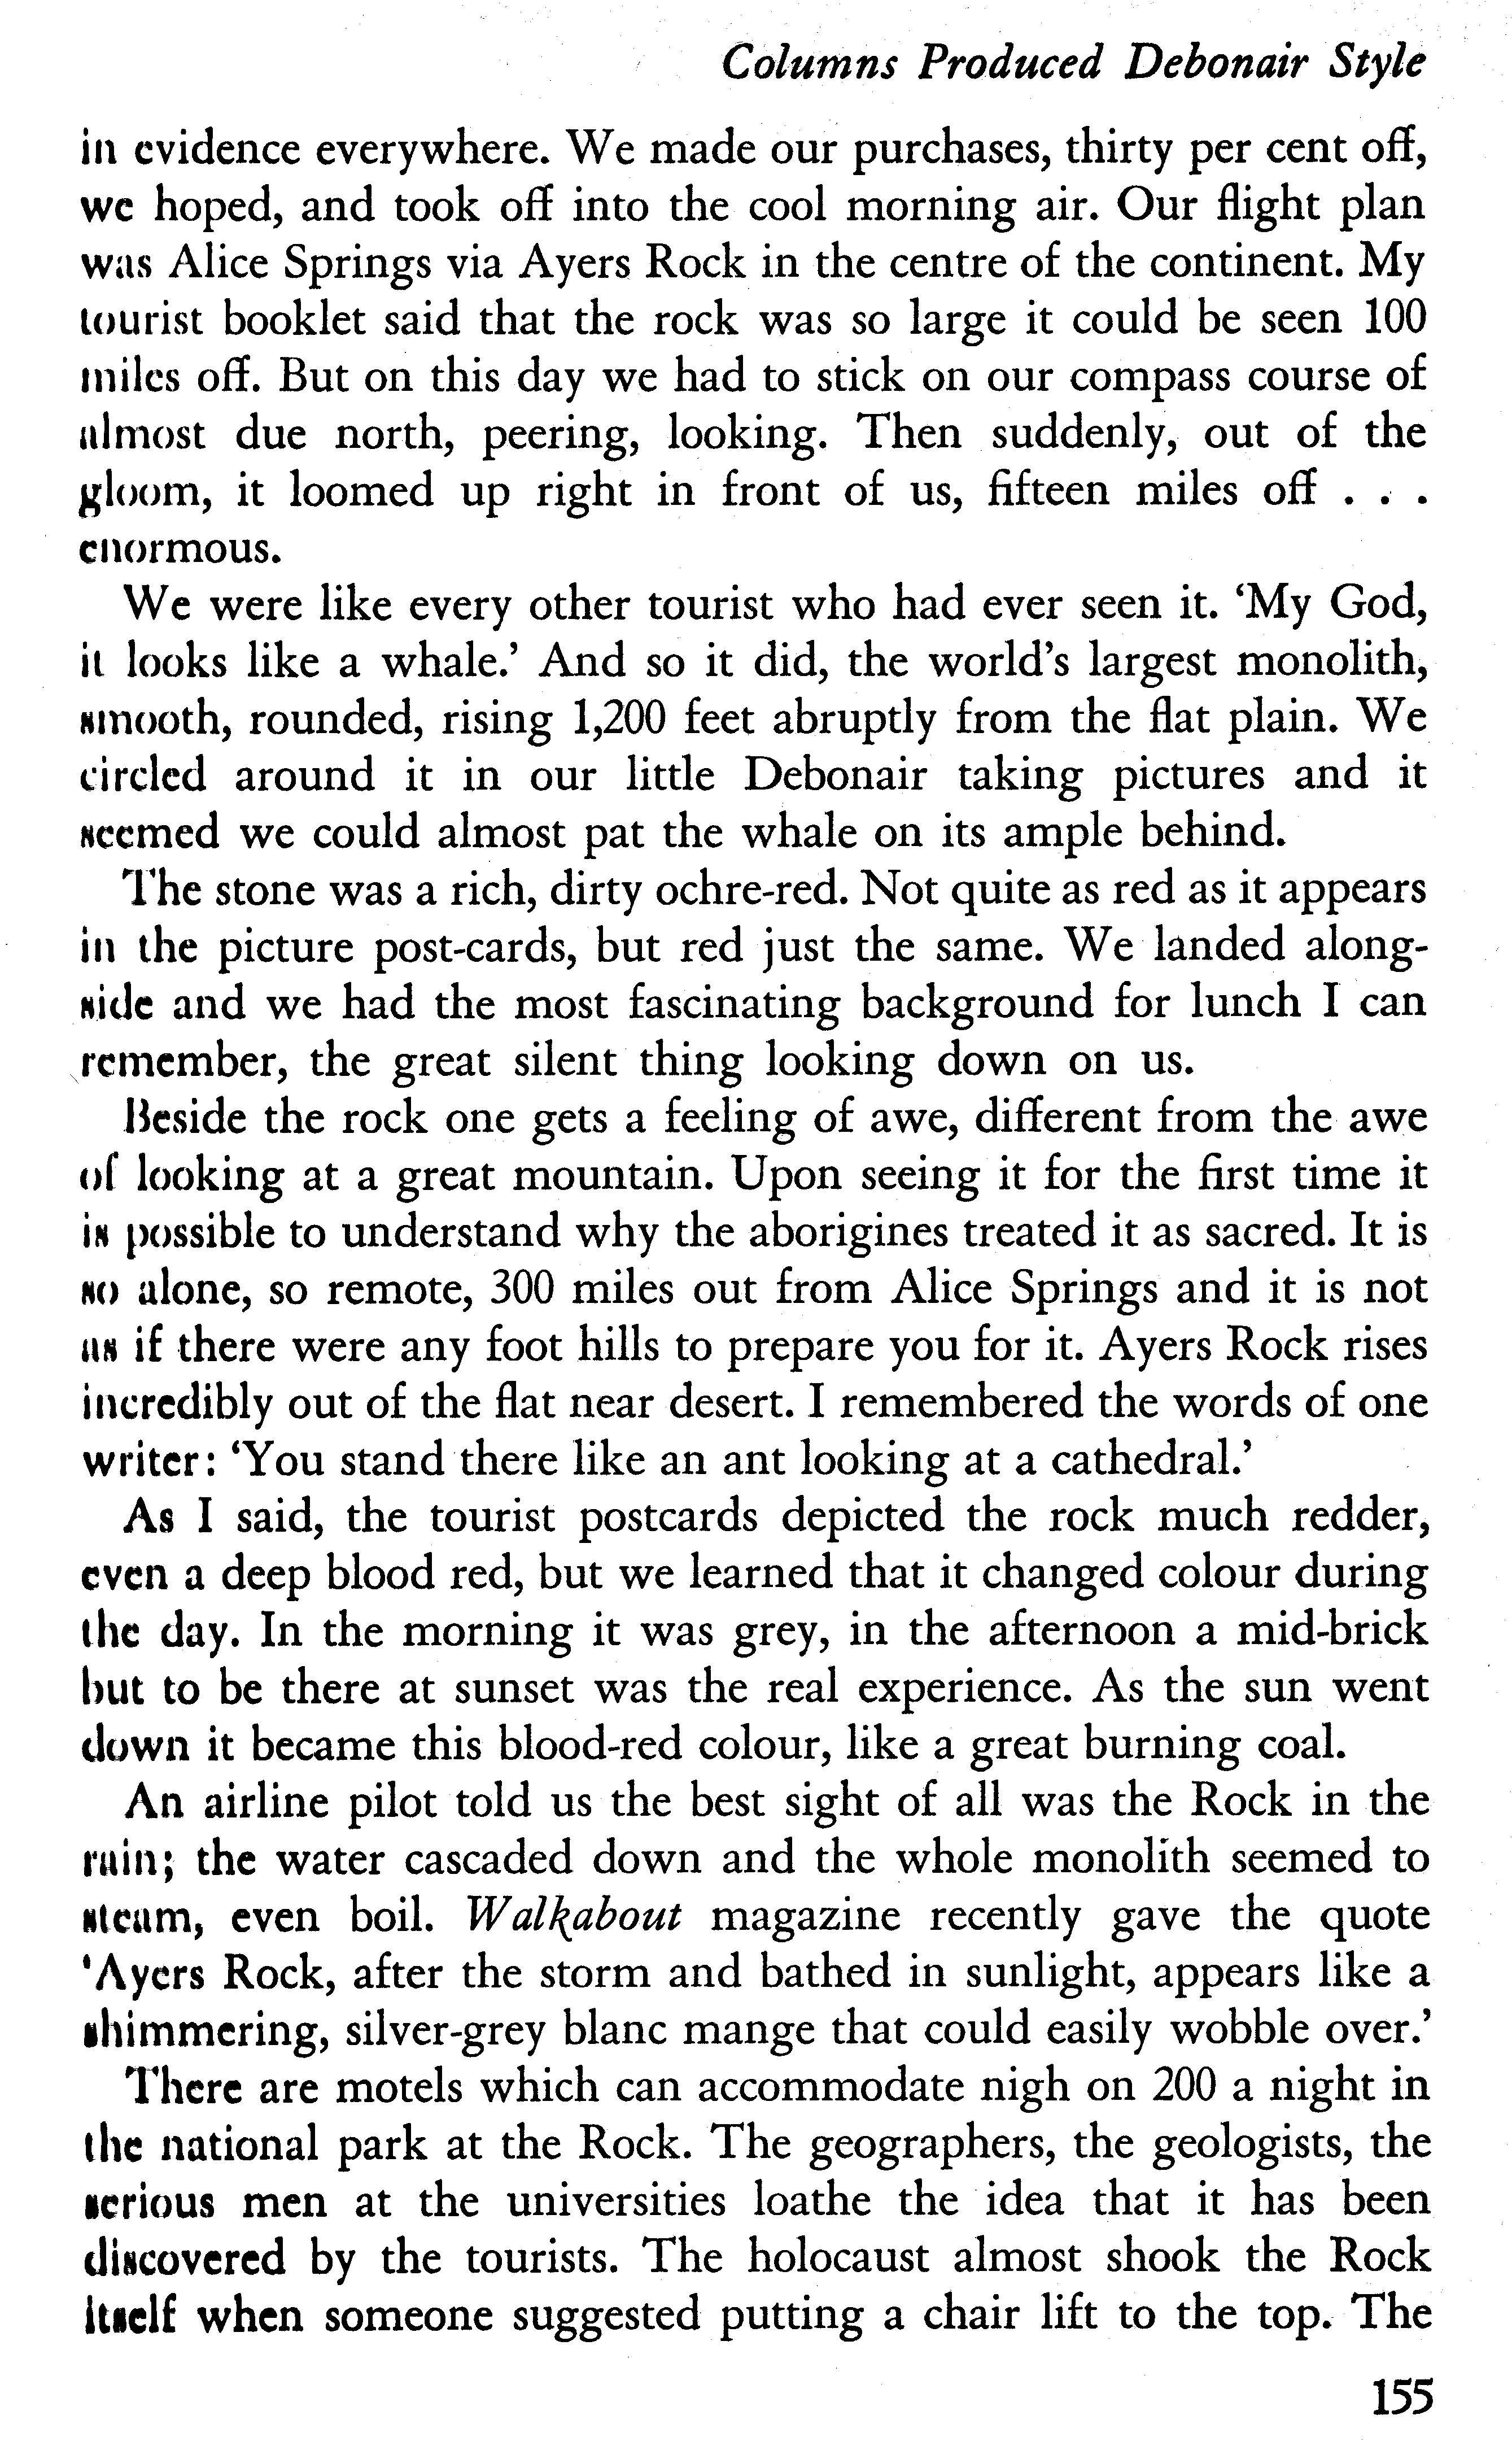 Columns Produced Debonair Style
in evidence everywhere. We made our purchases, thirty per cent off,
we hoped, and took off into the cool morning air. Our flight plan
was Alice Springs via Ayers Rock in the centre of the continent. My
tourist booklet said that the rock was so large it could be seen 100
miles off. But on this day we had to stick on our compass course of
almost due north, peering, looking. Then suddenly, out of the
gloom, it loomed up right in front of us, fifteen miles off . . .
enormous.
We were like every other tourist who had ever seen it. ‘My God,
it looks like a whale.’ And so it did, the world's largest monolith,
smooth, rounded, rising 1,200 feet abruptly from the flat plain. We
circled around it in our little Debonair taking pictures and it
seemed we could almost pat the whale on its ample behind.
The stone was a rich, dirty ochre-red. Not quite as red as it appears
in the picture post-cards, but red just the same. We landed along-
side and we had the most fascinating background for lunch I can
remember, the great silent thing looking down on us.
Beside the rock one gets a feeling of awe, different from the awe
of looking at a great mountain. Upon seeing it for the first time it
is possible to understand why the aborigines treated it as sacred. It is
so alone, so remote, 300 miles out from Alice Springs and it is not
as if there were any foot hills to prepare you for it. Ayers Rock rises
incredibly out of the flat near desert. I remembered the words of one
writer: ‘You stand there like an ant looking at a cathedral.’
As I said, the tourist postcards depicted the rock much redder,
even a deep blood red, but we learned that it changed colour during
the day. In the morning it was grey, in the afternoon a mid-brick
but to be there at sunset was the real experience. As the sun went
down it became this blood-red colour, like a great burning coal.
An airline pilot told us the best sight of all was the Rock in the
rain; the water cascaded down and the whole monolith seemed to
steam, even boil. Walkabout magazine recently gave the quote
‘Ayers Rock, after the storm and bathed in sunlight, appears like a
shimmering, silver-grey blanc mange that could easily wobble over.’
There are motels which can accommodate nigh on 200 a night in
the national park at the Rock. The geographers, the geologists, the
serious men at the universities loathe the idea that it has been
discovered by the tourists. The holocaust almost shook the Rock
itself when someone suggested putting a chair lift to the top. The
155